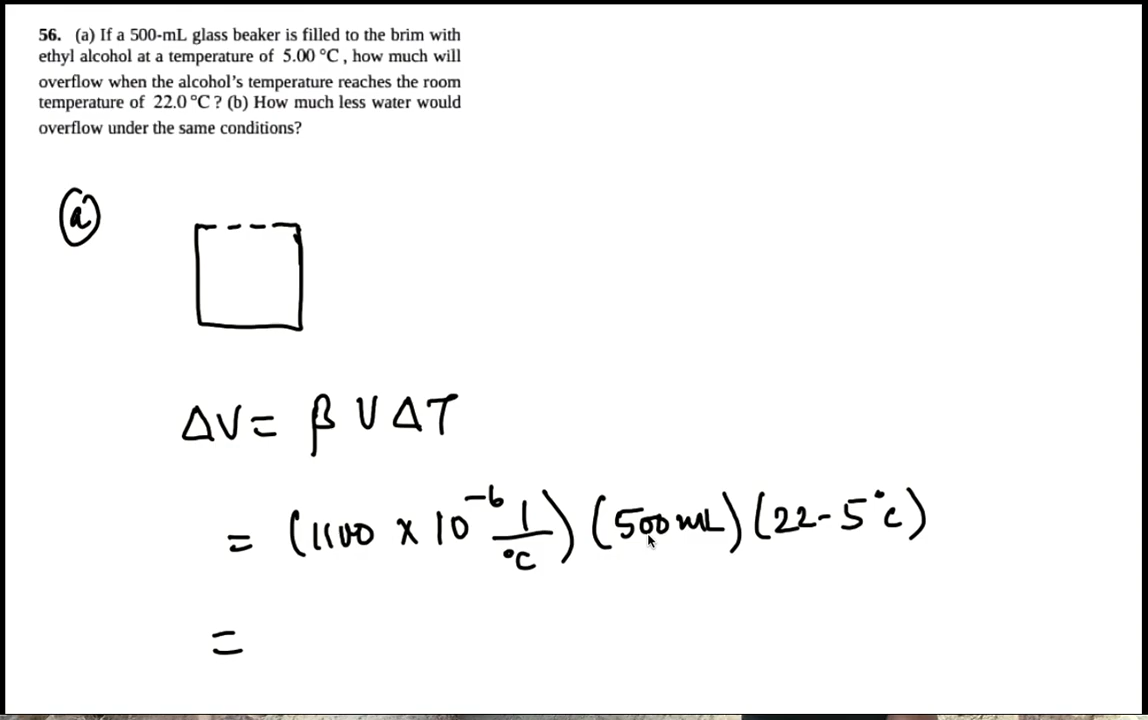 56. (a) If a 500-mL glass beaker is filled to the brim with
ethyl alcohol at a temperature of 5.00 °C , how much will
overflow when the alcohol's temperature reaches the room
temperature of 22.0 °C ? (b) How much less water would
overflow under the same conditions?
(a)
ΔV = β V ΔT
= (1100 x 10⁻⁶ 1/°C) (500 mL) (22-5°C)
=